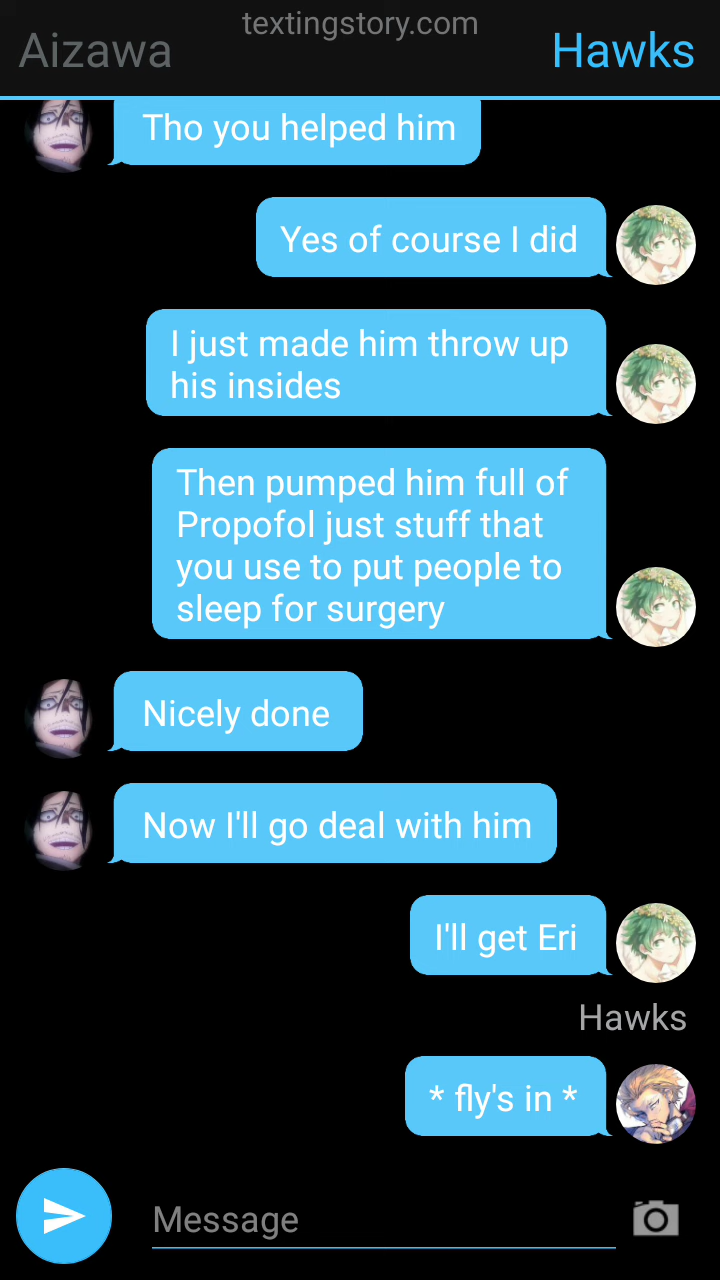 textingstory.com
Aizawa
Hawks
Tho you helped him
Yes of course I did
I just made him throw up
his insides
Then pumped him full of
Propofol just stuff that
you use to put people to
sleep for surgery
Nicely done
Now I'll go deal with him
I'll get Eri
Hawks
* fly's in *
Message